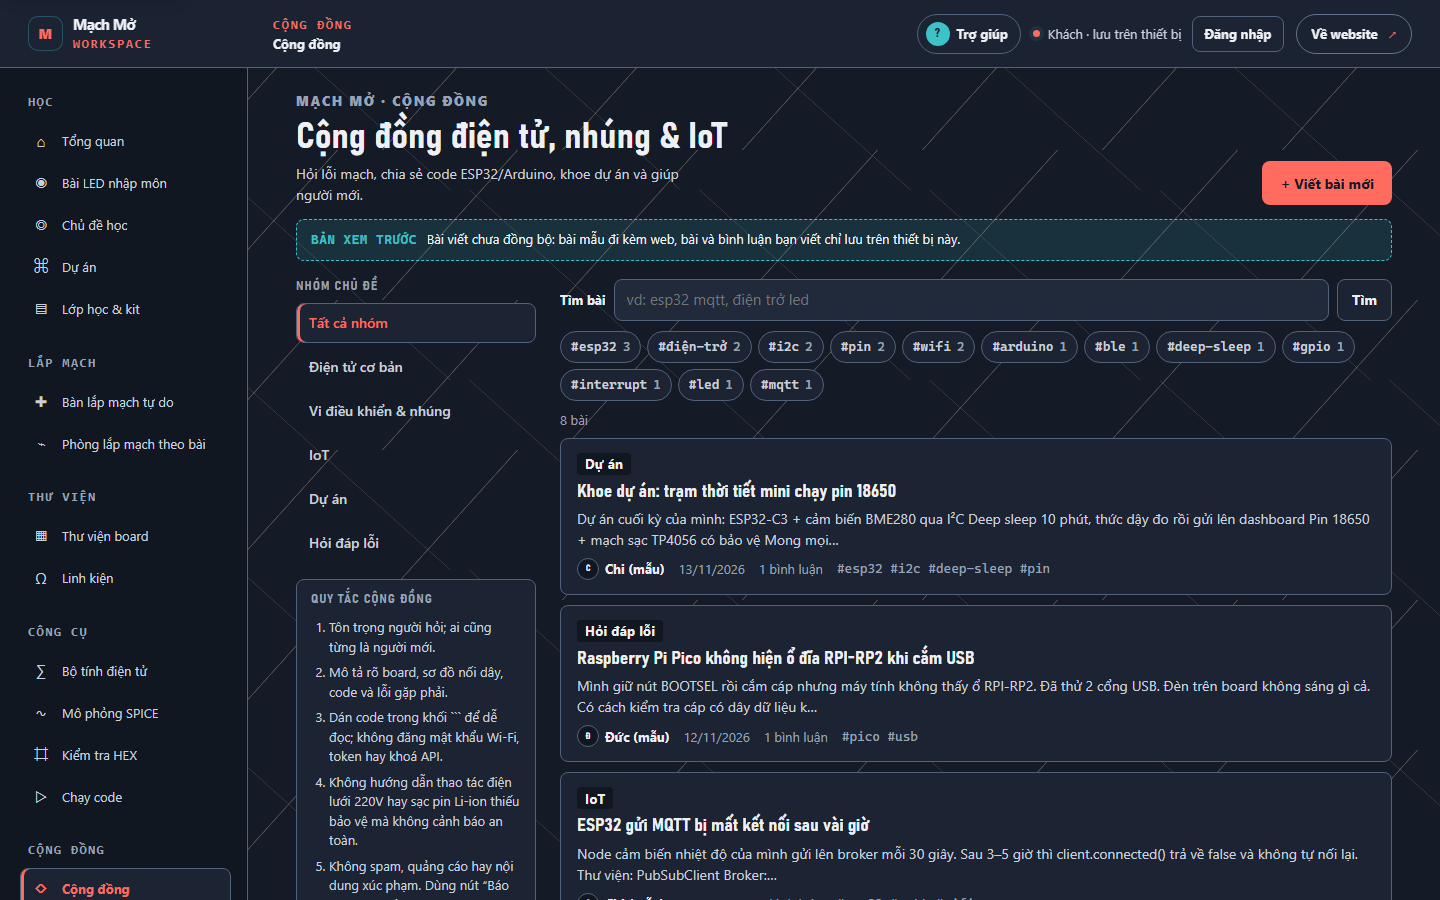 M
Mạch Mở
WORKSPACE
CỘNG ĐỒNG
Cộng đồng
? Trợ giúp
Khách · lưu trên thiết bị
Đăng nhập
Về website ↗
HỌC
Tổng quan
Bài LED nhập môn
Chủ đề học
Dự án
Lớp học & kit
LẮP MẠCH
Bàn lắp mạch tự do
Phòng lắp mạch theo bài
THƯ VIỆN
Thư viện board
Linh kiện
CÔNG CỤ
Bộ tính điện tử
Mô phỏng SPICE
Kiểm tra HEX
Chạy code
CỘNG ĐỒNG
Cộng đồng
MẠCH MỞ · CỘNG ĐỒNG
Cộng đồng điện tử, nhúng & IoT
Hỏi lỗi mạch, chia sẻ code ESP32/Arduino, khoe dự án và giúp
người mới.
+ Viết bài mới
BẢN XEM TRƯỚC Bài viết chưa đồng bộ: bài mẫu đi kèm web, bài và bình luận bạn viết chỉ lưu trên thiết bị này.
NHÓM CHỦ ĐỀ
Tất cả nhóm
Điện tử cơ bản
Vi điều khiển & nhúng
IoT
Dự án
Hỏi đáp lỗi
QUY TẮC CỘNG ĐỒNG
1. Tôn trọng người hỏi; ai cũng
từng là người mới.
2. Mô tả rõ board, sơ đồ nối dây,
code và lỗi gặp phải.
3. Dán code trong khối ``` để dễ
đọc; không đăng mật khẩu Wi-Fi,
token hay khoá API.
4. Không hướng dẫn thao tác điện
lưới 220V hay sạc pin Li-ion thiếu
bảo vệ mà không cảnh báo an
toàn.
5. Không spam, quảng cáo hay nội
dung xúc phạm. Dùng nút “Báo
Tìm bài
vd: esp32 mqtt, điện trở led
Tìm
#esp32 3 #điện-trở 2 #i2c 2 #pin 2 #wifi 2 #arduino 1 #ble 1 #deep-sleep 1 #gpio 1
#interrupt 1 #led 1 #mqtt 1
8 bài
Dự án
Khoe dự án: trạm thời tiết mini chạy pin 18650
Dự án cuối kỳ của mình: ESP32-C3 + cảm biến BME280 qua I²C Deep sleep 10 phút, thức dậy đo rồi gửi lên dashboard Pin 18650
+ mạch sạc TP4056 có bảo vệ Mong mọi...
C Chi (mẫu) 13/11/2026 1 bình luận #esp32 #i2c #deep-sleep #pin
Hỏi đáp lỗi
Raspberry Pi Pico không hiện ổ đĩa RPI-RP2 khi cắm USB
Mình giữ nút BOOTSEL rồi cắm cáp nhưng máy tính không thấy ổ RPI-RP2. Đã thử 2 cổng USB. Đèn trên board không sáng gì cả.
Có cách kiểm tra cáp có dây dữ liệu k...
Đ Đức (mẫu) 12/11/2026 1 bình luận #pico #usb
IoT
ESP32 gửi MQTT bị mất kết nối sau vài giờ
Node cảm biến nhiệt độ của mình gửi lên broker mỗi 30 giây. Sau 3–5 giờ thì client.connected() trả về false và không tự nối lại.
Thư viện: PubSubClient Broker:...